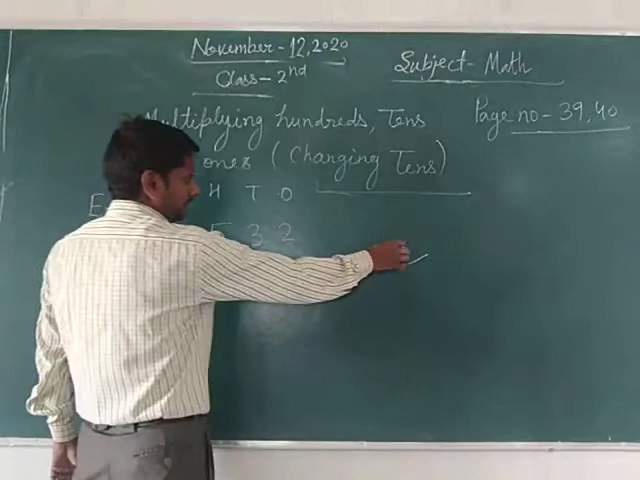 November - 12, 2020
Class - 2nd
Subject - Math
Page no - 39, 40
Multiplying hundreds, Tens
ones ( Changing Tens)
H T O
5 3 2